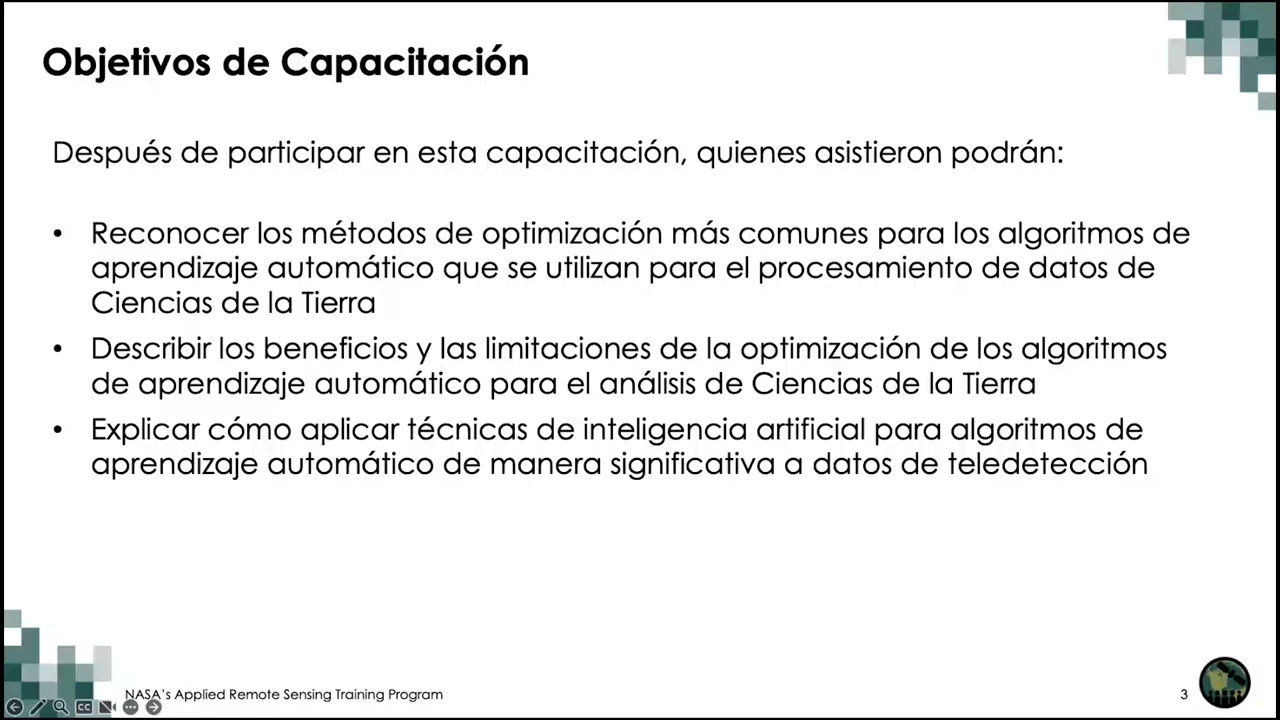 Objetivos de Capacitación
Después de participar en esta capacitación, quienes asistieron podrán:
• Reconocer los métodos de optimización más comunes para los algoritmos de
aprendizaje automático que se utilizan para el procesamiento de datos de
Ciencias de la Tierra
• Describir los beneficios y las limitaciones de la optimización de los algoritmos
de aprendizaje automático para el análisis de Ciencias de la Tierra
• Explicar cómo aplicar técnicas de inteligencia artificial para algoritmos de
aprendizaje automático de manera significativa a datos de teledetección
NASA's Applied Remote Sensing Training Program
3
CC